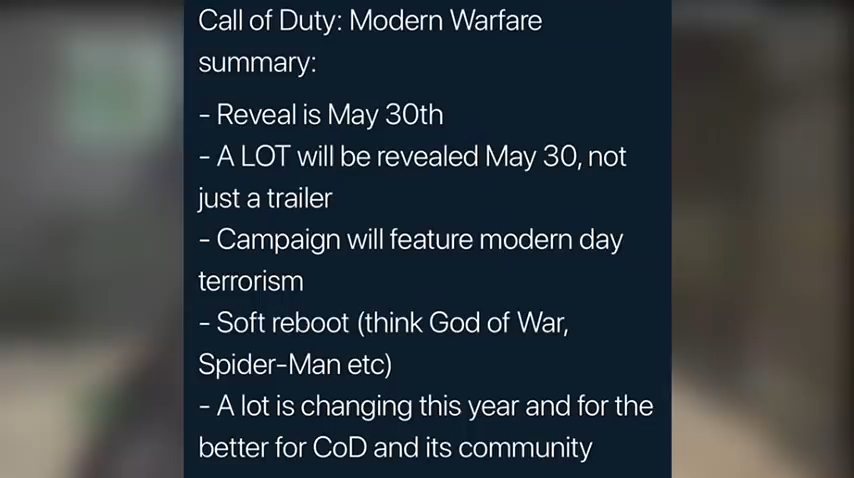 Call of Duty: Modern Warfare
summary:
- Reveal is May 30th
- A LOT will be revealed May 30, not
just a trailer
- Campaign will feature modern day
terrorism
- Soft reboot (think God of War,
Spider-Man etc)
- A lot is changing this year and for the
better for CoD and its community